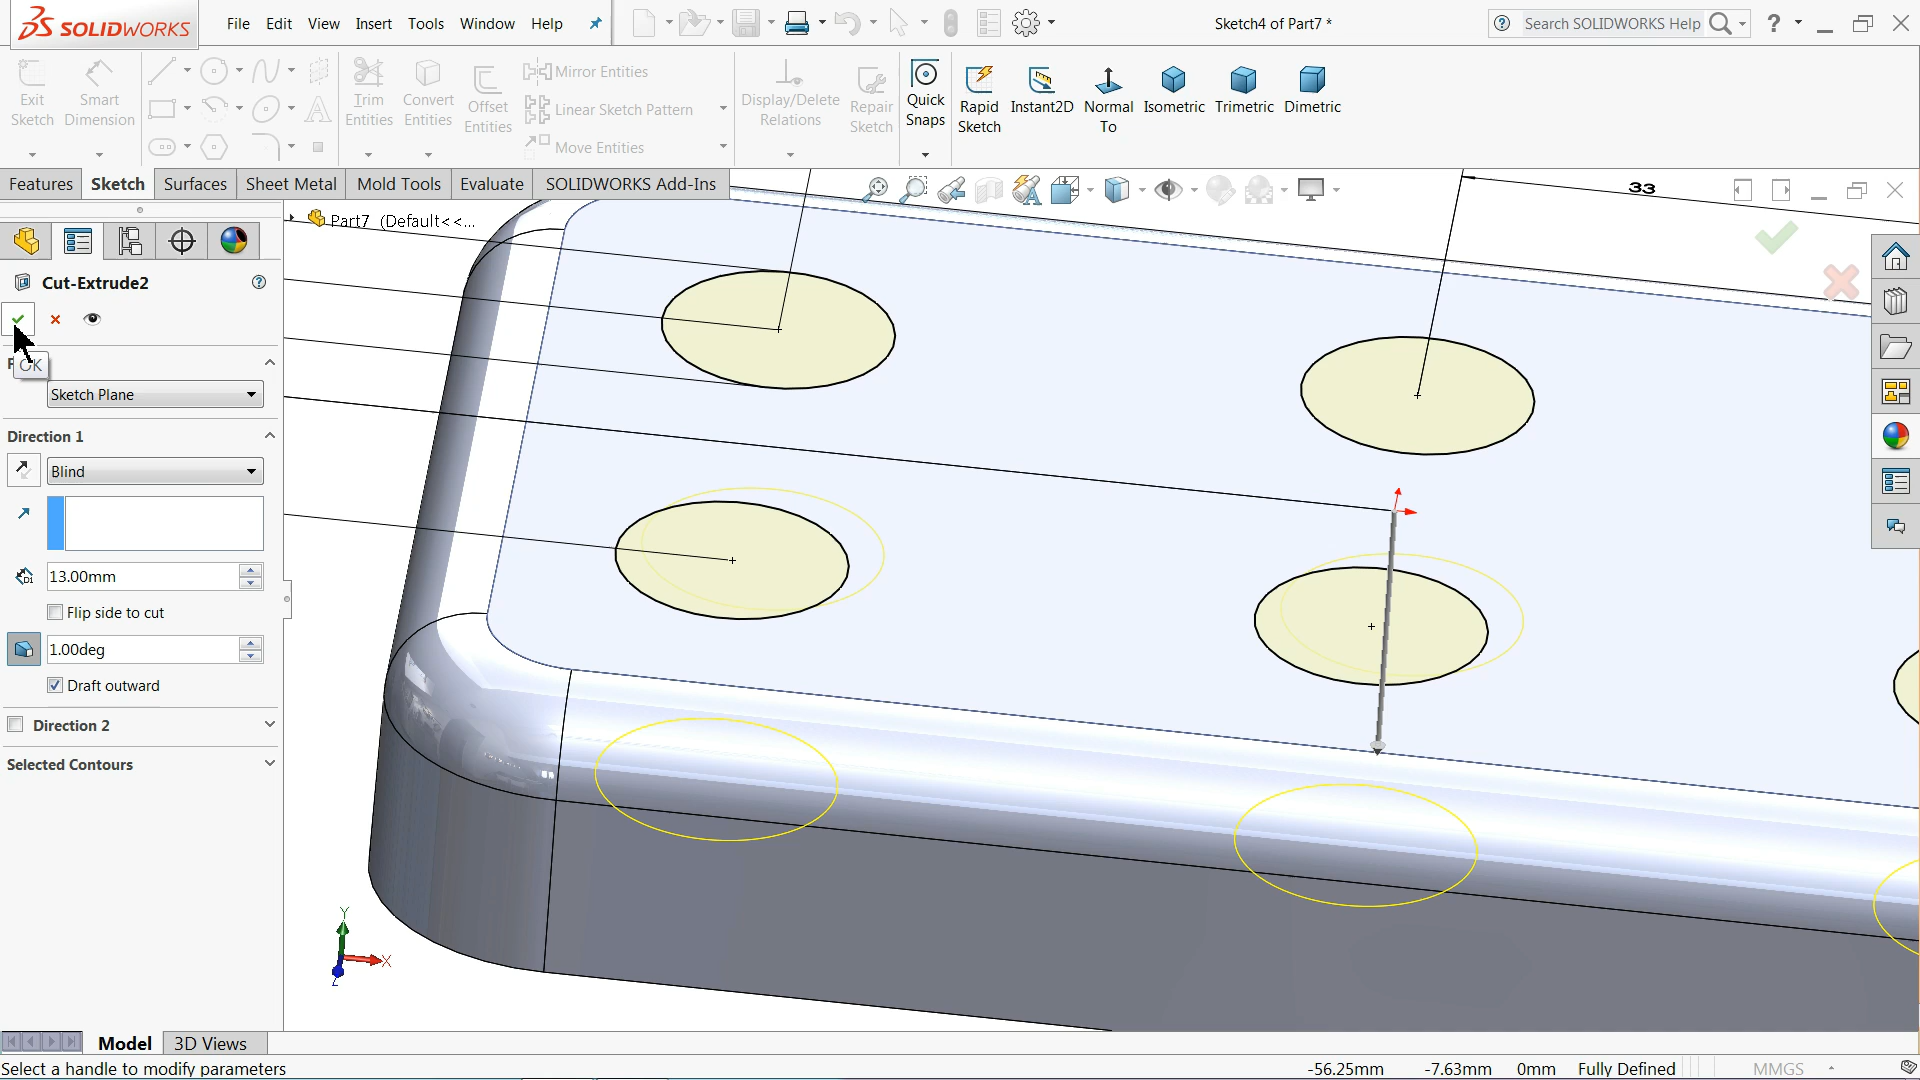 SOLIDWORKS
File Edit View Insert Tools Window Help
Sketch4 of Part7 *
Search SOLIDWORKS Help
Exit Sketch
Smart Dimension
Trim Entities
Convert Entities
Offset Entities
Mirror Entities
Linear Sketch Pattern
Move Entities
Display/Delete Relations
Repair Sketch
Quick Snaps
Rapid Sketch
Instant2D
Normal To
Isometric
Trimetric
Dimetric
Features Sketch Surfaces Sheet Metal Mold Tools Evaluate SOLIDWORKS Add-Ins
33
Part7 (Default<<...
Cut-Extrude2
OK
Sketch Plane
Direction 1
Blind
D1
13.00mm
Flip side to cut
1.00deg
Draft outward
Direction 2
Selected Contours
Y
X
Z
Model 3D Views
Select a handle to modify parameters
-56.25mm -7.63mm 0mm Fully Defined MMGS